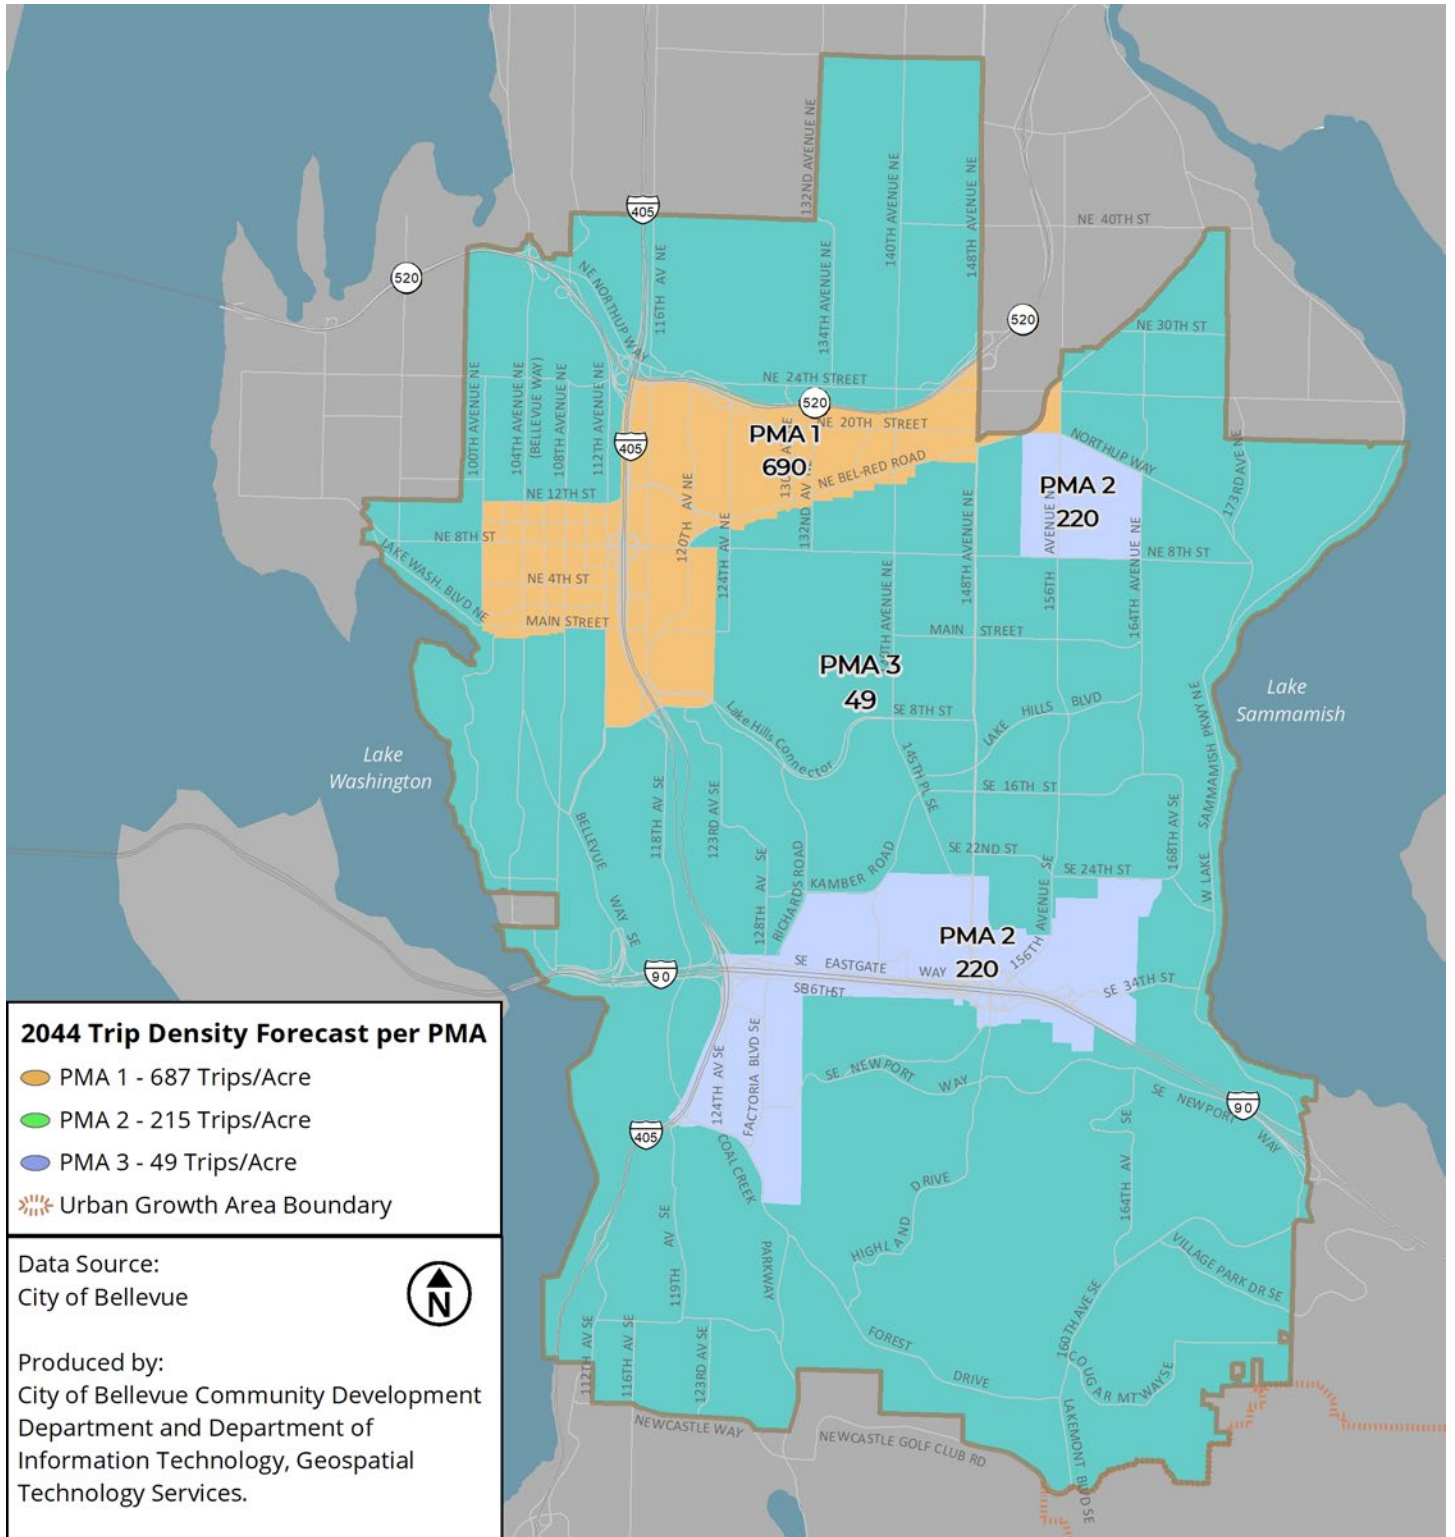 132ND AVENUE NE
140TH AVENUE NE
148TH AVENUE NE
NE 40TH ST
405
520
NE NORTHUP WAY
116TH AV NE
134TH AVENUE NE
520
NE 30TH ST
NE 24TH STREET
520
100TH AVENUE NE
104TH AVENUE NE
(BELLEVUE WAY)
108TH AVENUE NE
112TH AVENUE NE
405
PMA 1
690
NE 20TH STREET
NE BEL-RED ROAD
132ND AV NE
NORTHUP WAY
173RD AVE NE
PMA 2
220
NE 12TH ST
NE 8TH ST
120TH AV NE
124TH AV NE
148TH AVENUE NE
156TH AVENUE NE
164TH AVENUE NE
NE 8TH ST
LAKE WASH. BLVD NE
NE 4TH ST
MAIN STREET
MAIN STREET
PMA 3
49
AVENUE NE
Lake
Sammamish
Lake
Washington
Lake Hills Connector
SE 8TH ST
LAKE HILLS BLVD
145TH PL SE
SE 16TH ST
W LAKE SAMMAMISH PKWY NE
168TH AV SE
118TH AV SE
123RD AV SE
BELLEVUE WAY SE
128TH AV SE
RICHARDS ROAD
KAMBER ROAD
SE 22ND ST
SE 24TH ST
156TH AVENUE SE
PMA 2
220
90
SE EASTGATE WAY
SE 34TH ST
124TH AV SE
FACTORIA BLVD SE
SE NEWPORT WAY
SE NEWPORT WAY
90
405
COAL CREEK PARKWAY
164TH AV SE
HIGHLAND DRIVE
VILLAGE PARK DR SE
119TH AV SE
112TH AV SE
116TH AV SE
123RD AV SE
FOREST DRIVE
160TH AVE SE
COUGAR MT WAY SE
LAKEMONT BLVD SE
NEWCASTLE WAY
NEWCASTLE GOLF CLUB RD
2044 Trip Density Forecast per PMA
PMA 1 - 687 Trips/Acre
PMA 2 - 215 Trips/Acre
PMA 3 - 49 Trips/Acre
Urban Growth Area Boundary
Data Source:
City of Bellevue
N
Produced by:
City of Bellevue Community Development
Department and Department of
Information Technology, Geospatial
Technology Services.